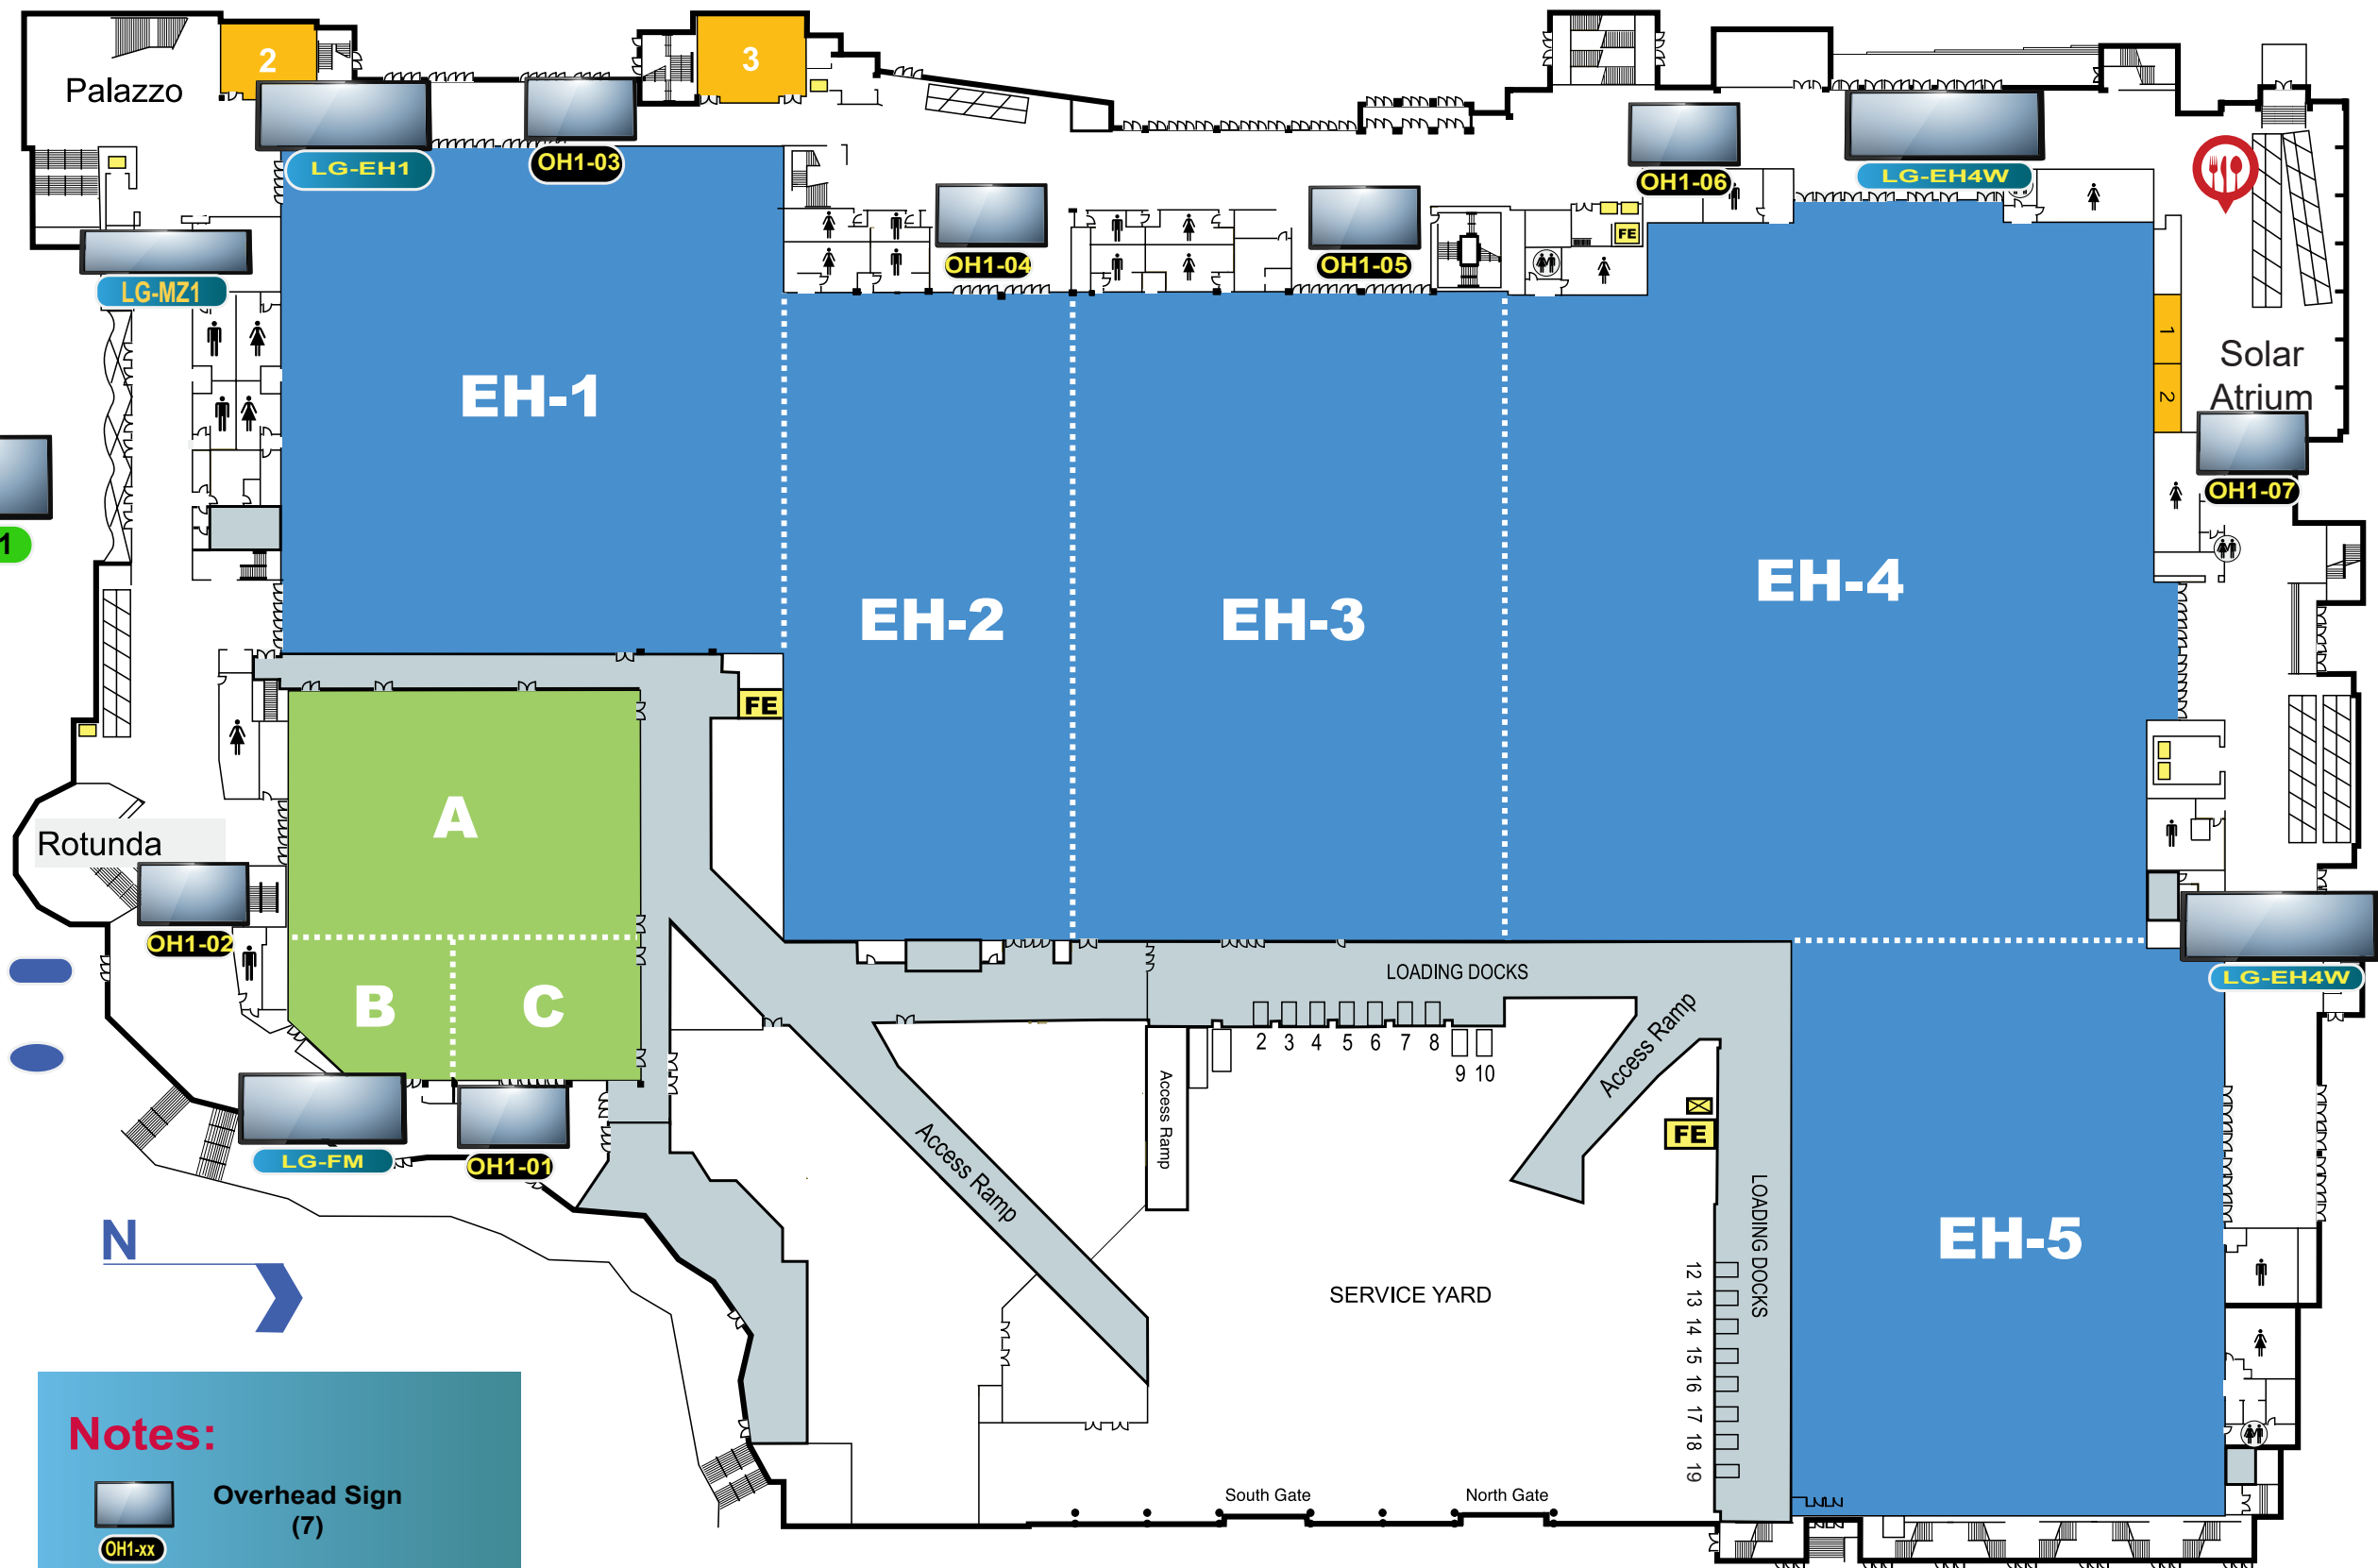 2
3
Palazzo
LG-EH1
OH1-03
OH1-06
LG-EH4W
OH1-04
OH1-05
FE
LG-MZ1
1
2
Solar
Atrium
EH-1
OH1-07
1
EH-4
EH-2
EH-3
FE
A
Rotunda
OH1-02
B
C
LOADING DOCKS
LG-EH4W
2
3
4
5
6
7
8
9
10
Access Ramp
Access Ramp
Access Ramp
FE
LG-FM
OH1-01
LOADING DOCKS
N
EH-5
SERVICE YARD
12
13
14
15
16
17
18
19
Notes:
Overhead Sign
(7)
OH1-xx
South Gate
North Gate